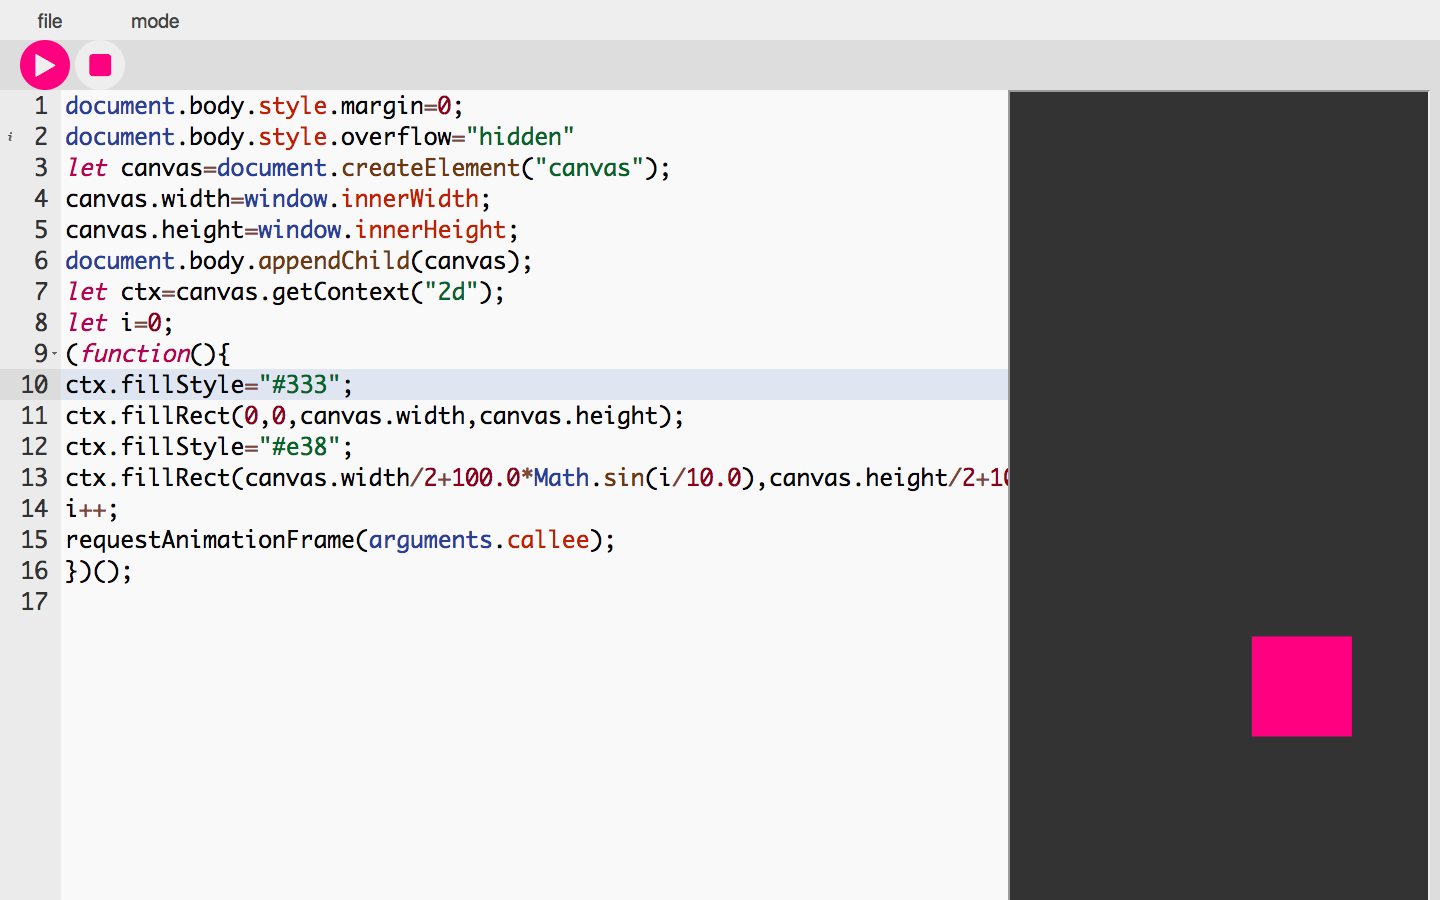 file mode
1 document.body.style.margin=0;
i 2 document.body.style.overflow="hidden"
3 let canvas=document.createElement("canvas");
4 canvas.width=window.innerWidth;
5 canvas.height=window.innerHeight;
6 document.body.appendChild(canvas);
7 let ctx=canvas.getContext("2d");
8 let i=0;
9 (function(){
10 ctx.fillStyle="#333";
11 ctx.fillRect(0,0,canvas.width,canvas.height);
12 ctx.fillStyle="#e38";
13 ctx.fillRect(canvas.width/2+100.0*Math.sin(i/10.0),canvas.height/2+10
14 i++;
15 requestAnimationFrame(arguments.callee);
16 })();
17